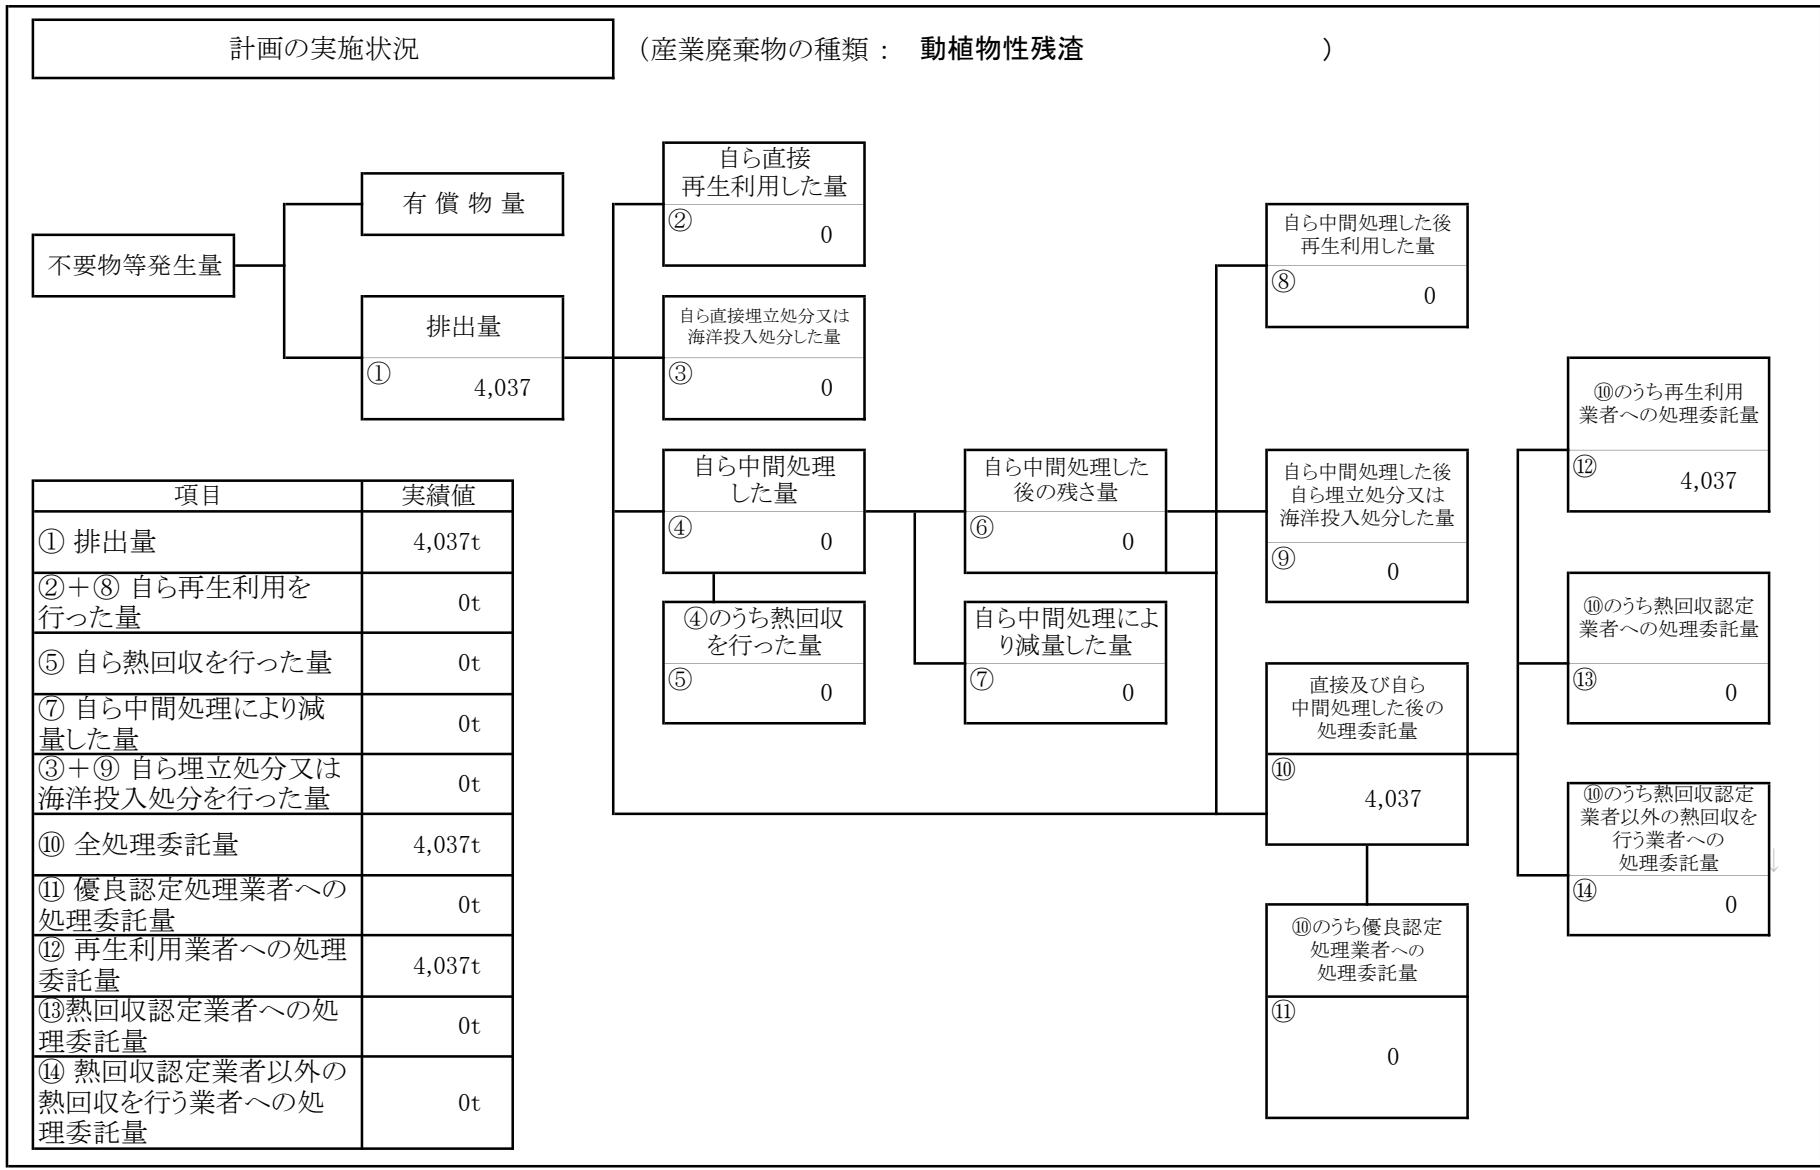 計画の実施状況
（産業廃棄物の種類： 動植物性残渣 ）
不要物等発生量
有 償 物 量
排出量
① 4,037
自ら直接
再生利用した量
② 0
自ら直接埋立処分又は
海洋投入処分した量
③ 0
自ら中間処理
した量
④ 0
④のうち熱回収
を行った量
⑤ 0
自ら中間処理した
後の残さ量
⑥ 0
自ら中間処理によ
り減量した量
⑦ 0
自ら中間処理した後
再生利用した量
⑧ 0
自ら中間処理した後
自ら埋立処分又は
海洋投入処分した量
⑨ 0
直接及び自ら
中間処理した後の
処理委託量
⑩
4,037
⑩のうち優良認定
処理業者への
処理委託量
⑪
0
⑩のうち再生利用
業者への処理委託量
⑫ 4,037
⑩のうち熱回収認定
業者への処理委託量
⑬ 0
⑩のうち熱回収認定
業者以外の熱回収を
行う業者への
処理委託量
↓
⑭ 0
項目 実績値
① 排出量 4,037t
②＋⑧ 自ら再生利用を
行った量 0t
⑤ 自ら熱回収を行った量 0t
⑦ 自ら中間処理により減
量した量 0t
③＋⑨ 自ら埋立処分又は
海洋投入処分を行った量 0t
⑩ 全処理委託量 4,037t
⑪ 優良認定処理業者への
処理委託量 0t
⑫ 再生利用業者への処理
委託量 4,037t
⑬熱回収認定業者への処
理委託量 0t
⑭ 熱回収認定業者以外の
熱回収を行う業者への処
理委託量 0t